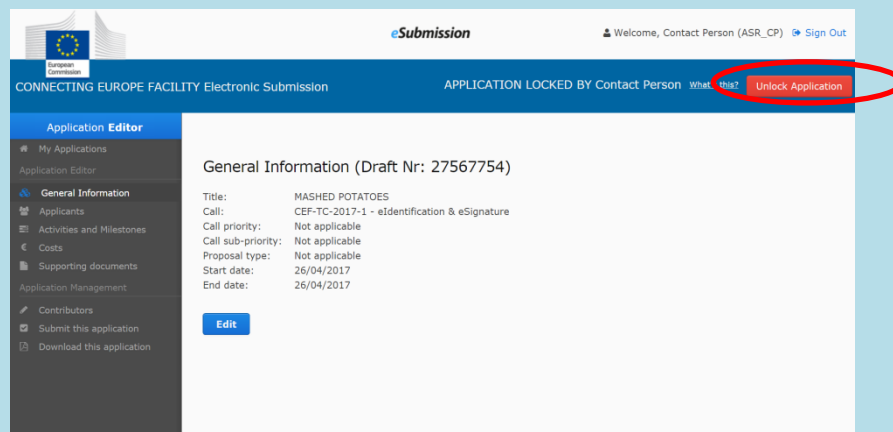 eSubmission
Welcome, Contact Person (ASR_CP) Sign Out
European
Commission
CONNECTING EUROPE FACILITY Electronic Submission
APPLICATION LOCKED BY Contact Person What's this? Unlock Application
Application Editor
My Applications
Application Editor
General Information
Applicants
Activities and Milestones
Costs
Supporting documents
Application Management
Contributors
Submit this application
Download this application
General Information (Draft Nr: 27567754)
Title: MASHED POTATOES
Call: CEF-TC-2017-1 - eIdentification & eSignature
Call priority: Not applicable
Call sub-priority: Not applicable
Proposal type: Not applicable
Start date: 26/04/2017
End date: 26/04/2017
Edit